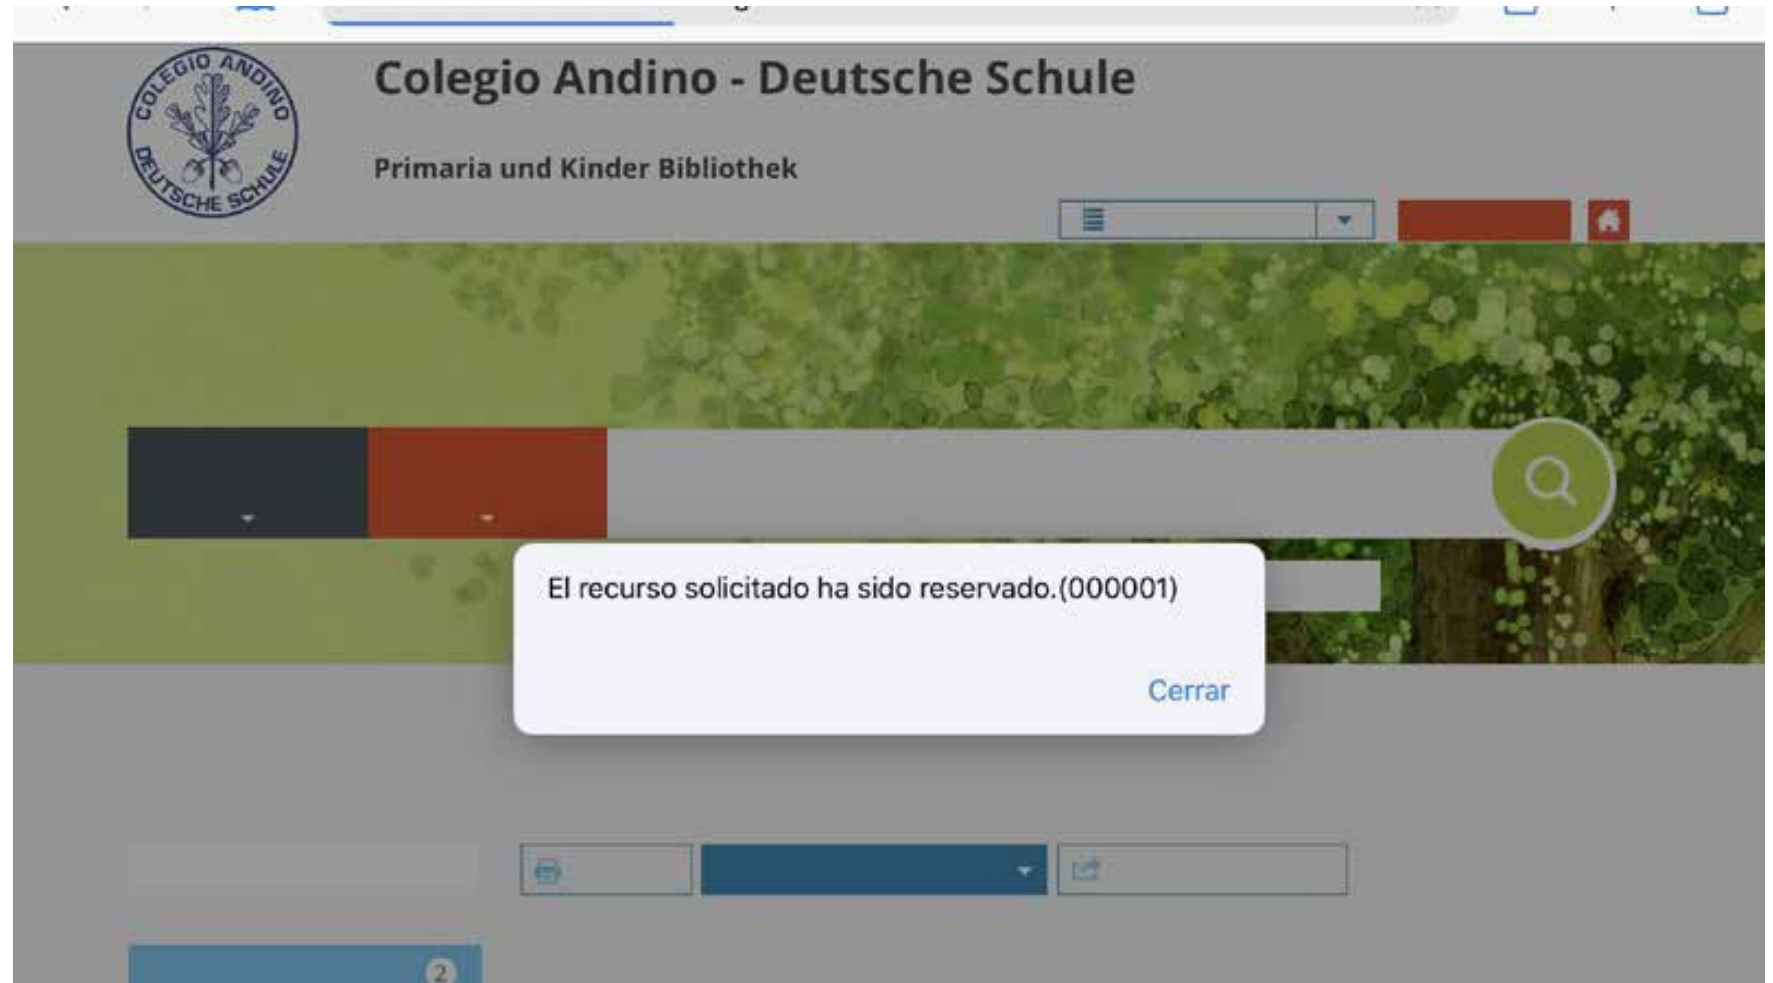 COLEGIO ANDINO
DEUTSCHE SCHULE
Colegio Andino - Deutsche Schule
Primaria und Kinder Bibliothek
El recurso solicitado ha sido reservado.(000001)
Cerrar
2